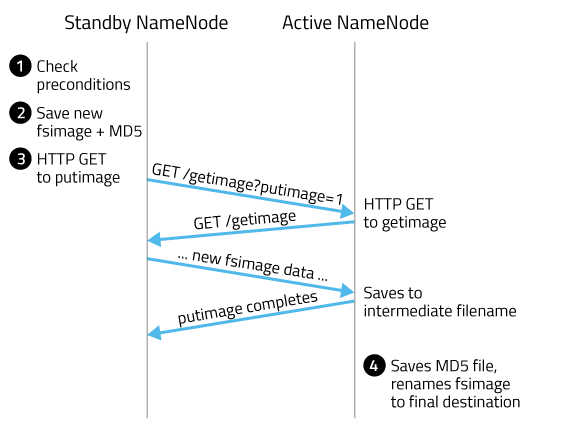 Standby NameNode
Active NameNode
1 Check
preconditions
2 Save new
fsimage + MD5
3 HTTP GET
to putimage
GET /getimage?putimage=1
HTTP GET
to getimage
GET /getimage
... new fsimage data ...
Saves to
intermediate filename
putimage completes
4 Saves MD5 file,
renames fsimage
to final destination